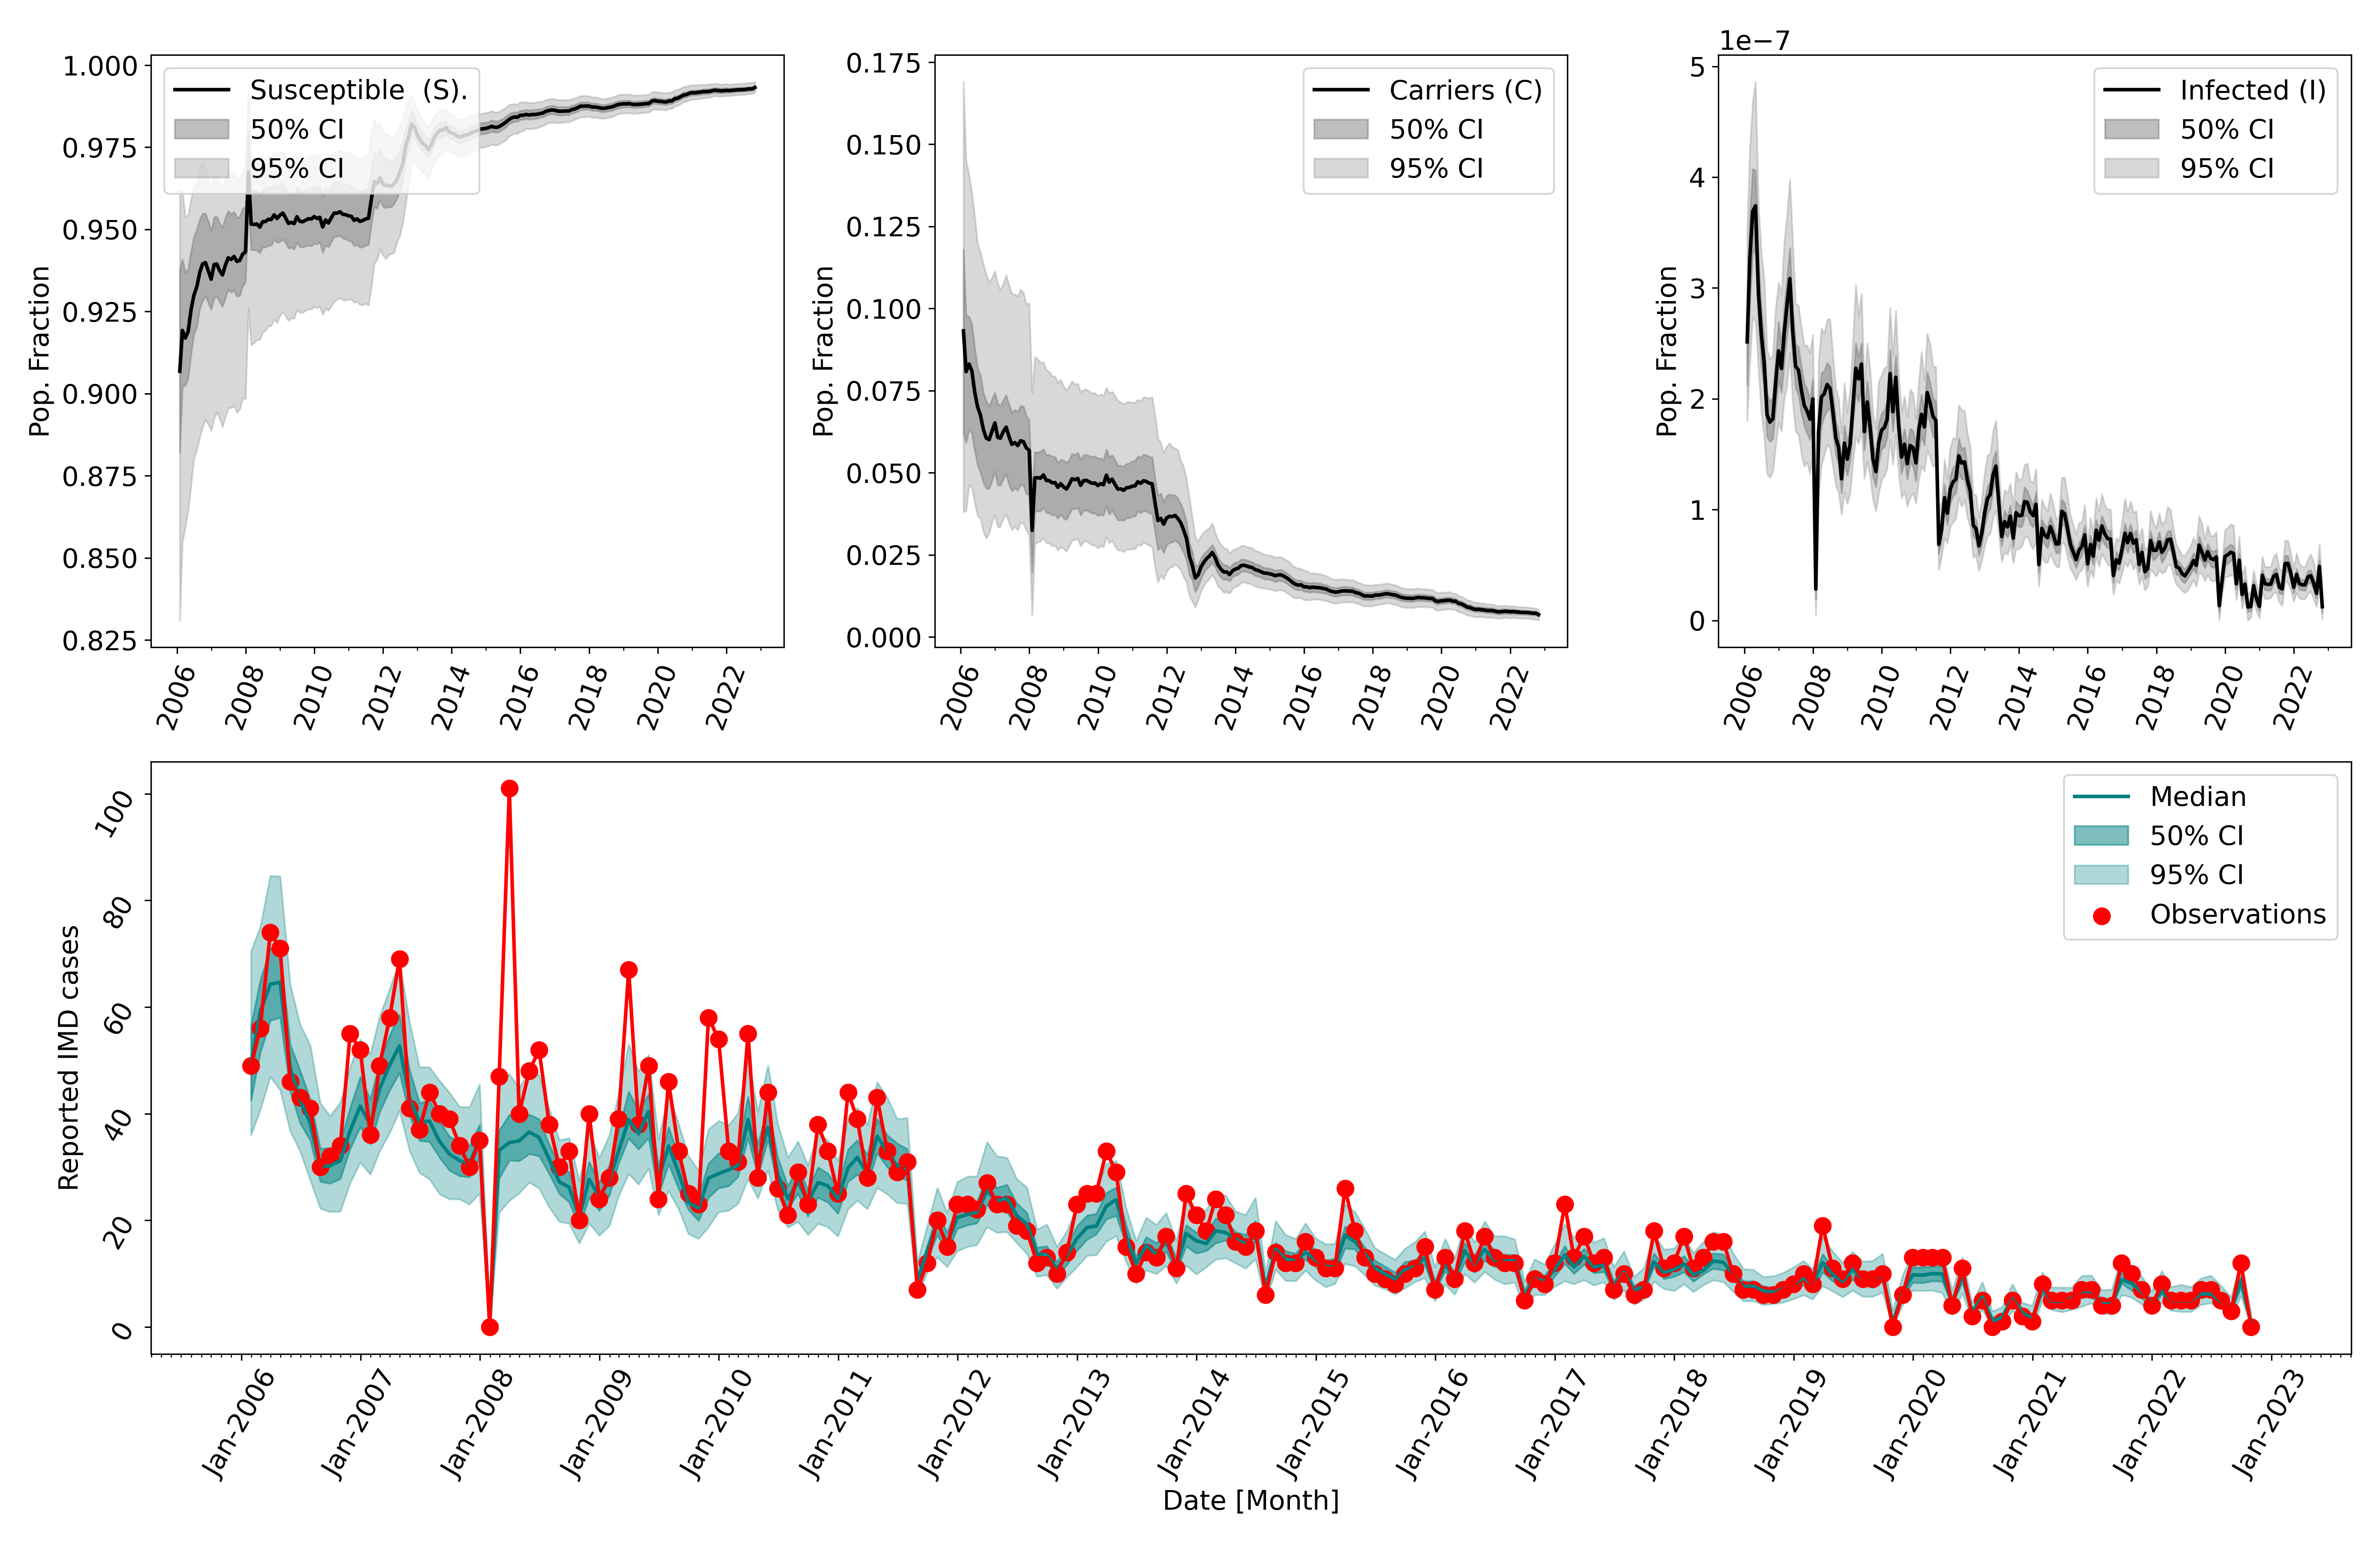 1.000
0.975
0.950
0.925
0.900
0.875
0.850
0.825
Pop. Fraction
Susceptible (S).
50% CI
95% CI
2006 2008 2010 2012 2014 2016 2018 2020 2022
0.175
0.150
0.125
0.100
0.075
0.050
0.025
0.000
Pop. Fraction
Carriers (C)
50% CI
95% CI
2006 2008 2010 2012 2014 2016 2018 2020 2022
1e−7
5
4
3
2
1
0
Pop. Fraction
Infected (I)
50% CI
95% CI
2006 2008 2010 2012 2014 2016 2018 2020 2022
100
80
60
40
20
0
Reported IMD cases
Median
50% CI
95% CI
Observations
Jan-2006 Jan-2007 Jan-2008 Jan-2009 Jan-2010 Jan-2011 Jan-2012 Jan-2013 Jan-2014 Jan-2015 Jan-2016 Jan-2017 Jan-2018 Jan-2019 Jan-2020 Jan-2021 Jan-2022 Jan-2023
Date [Month]